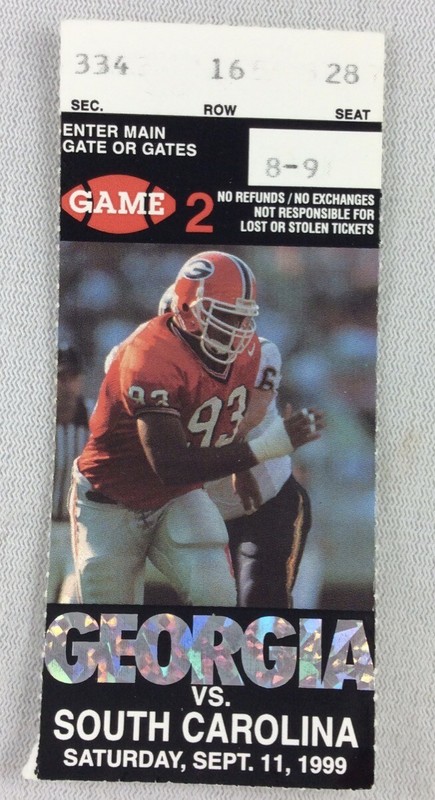 334 16 28
SEC. ROW SEAT
ENTER MAIN
GATE OR GATES
8-9
GAME 2
NO REFUNDS / NO EXCHANGES
NOT RESPONSIBLE FOR
LOST OR STOLEN TICKETS
G
93 93
6
GEORGIA
VS.
SOUTH CAROLINA
SATURDAY, SEPT. 11, 1999